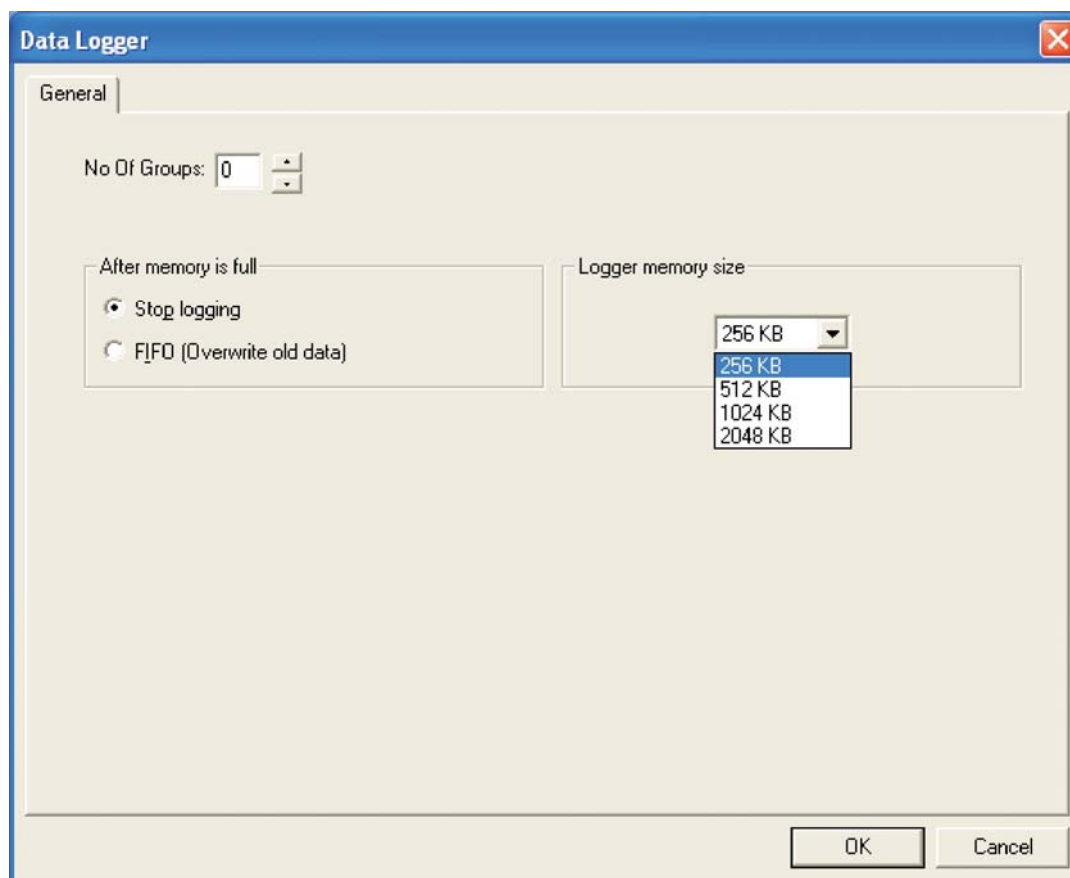 Data Logger
General
No Of Groups: 0
After memory is full
Stop logging
FIFO (Overwrite old data)
Logger memory size
256 KB
256 KB
512 KB
1024 KB
2048 KB
OK Cancel